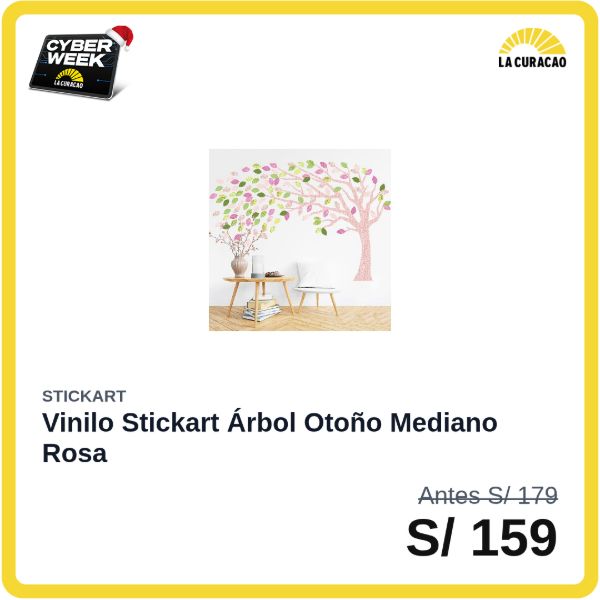 CYBER
WEEK
LA CURACAO
LA CURACAO
STICKART
Vinilo Stickart Árbol Otoño Mediano
Rosa
Antes S/ 179
S/ 159